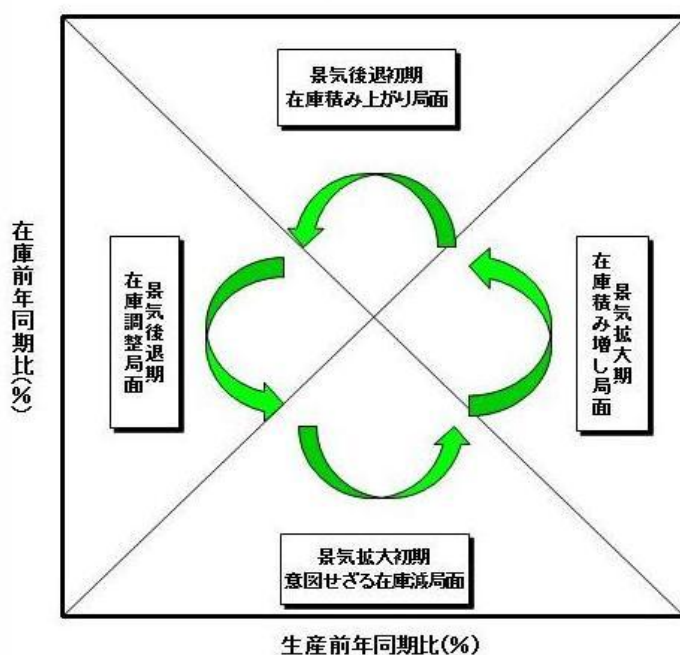 景気後退初期
在庫積み上がり局面
在庫前年同期比(%)
景気後退期
在庫調整局面
景気拡大期
在庫積み増し局面
景気拡大初期
意図せざる在庫減局面
生産前年同期比(%)